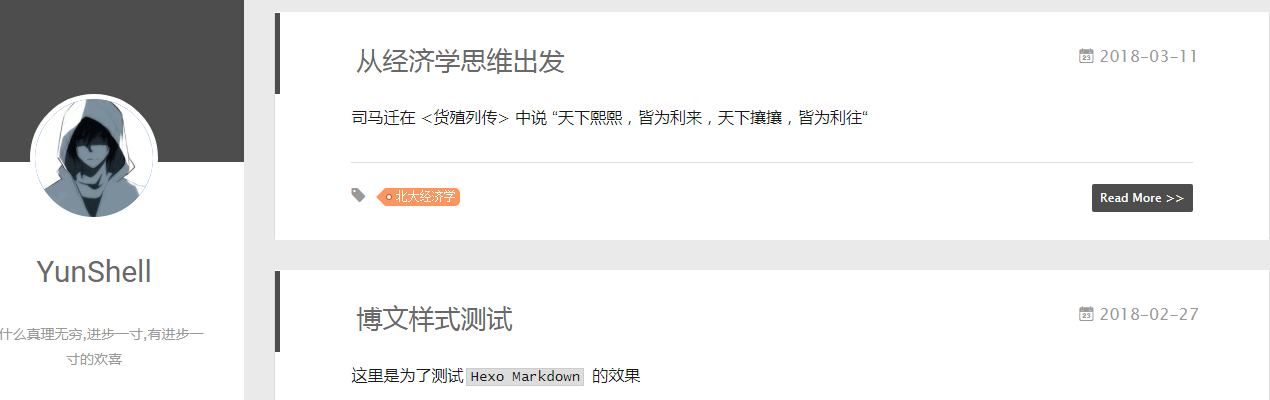 从经济学思维出发
2018-03-11
司马迁在 <货殖列传> 中说 “天下熙熙，皆为利来，天下攘攘，皆为利往“
北大经济学
Read More >>
YunShell
什么真理无穷,进步一寸,有进步一
寸的欢喜
博文样式测试
2018-02-27
这里是为了测试 Hexo Markdown 的效果